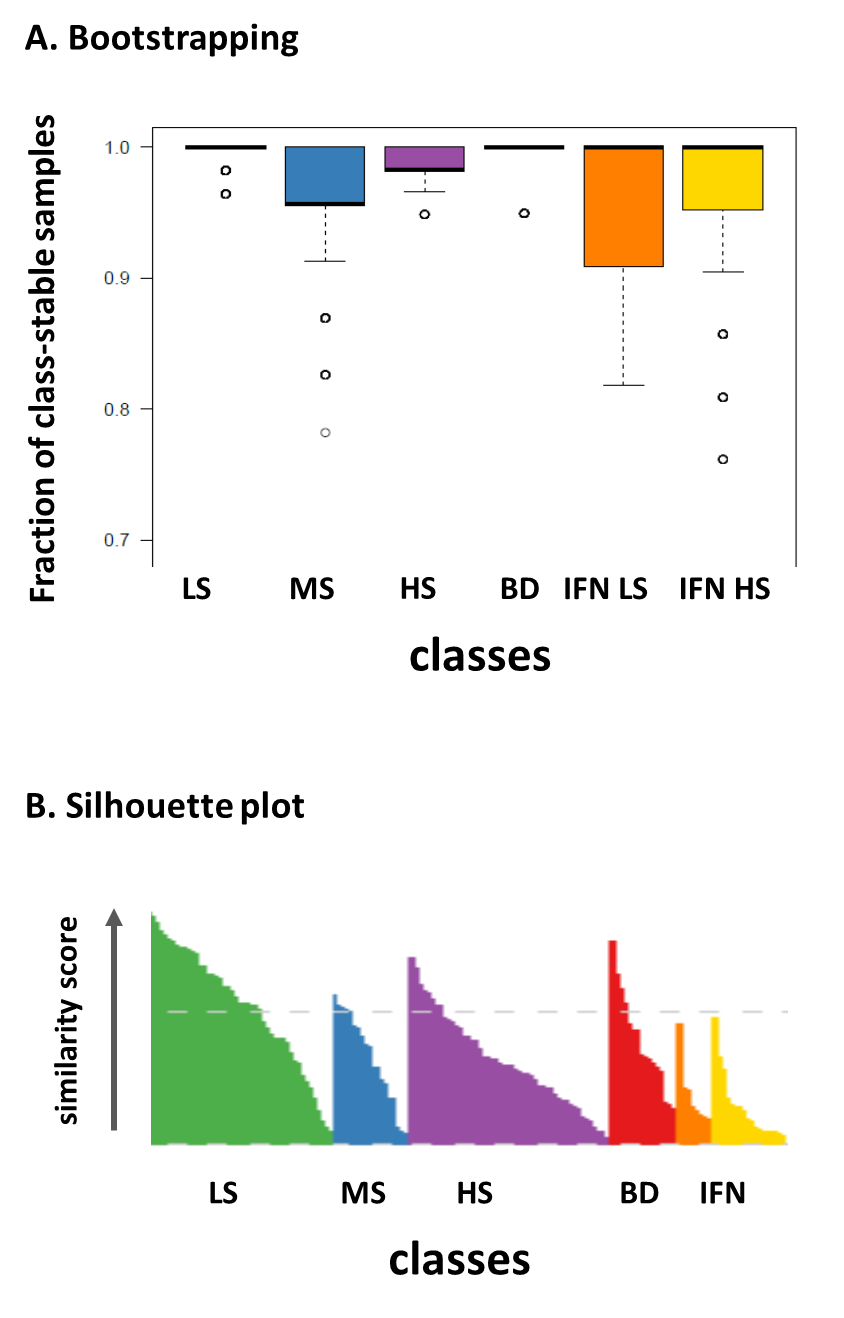 A. Bootstrapping
Fraction of class-stable samples
1.0
0.9
0.8
0.7
LS MS HS BD IFN LS IFN HS
classes
B. Silhouette plot
similarity score
LS MS HS BD IFN
classes